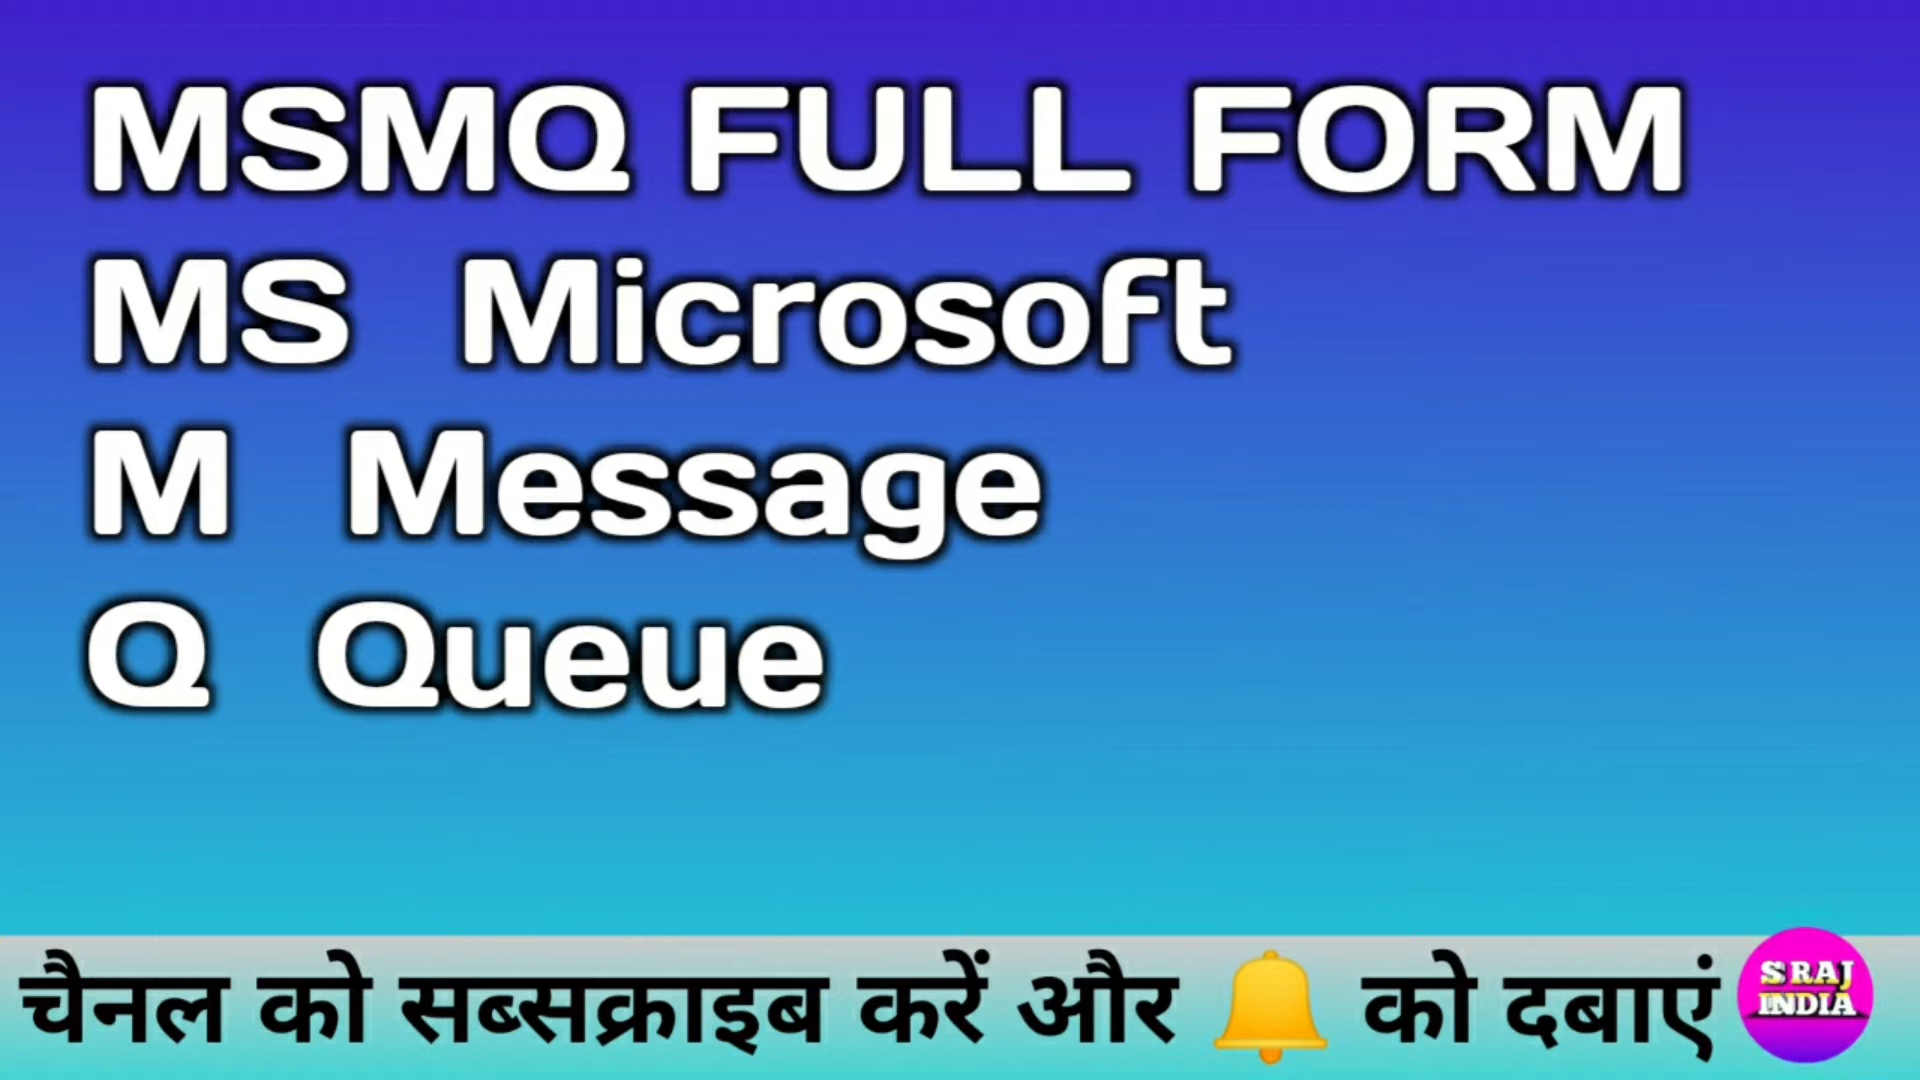 MSMQ FULL FORM
MS Microsoft
M Message
Q Queue
चैनल को सब्सक्राइब करें और 🔔 को दबाएं
S RAJ
INDIA